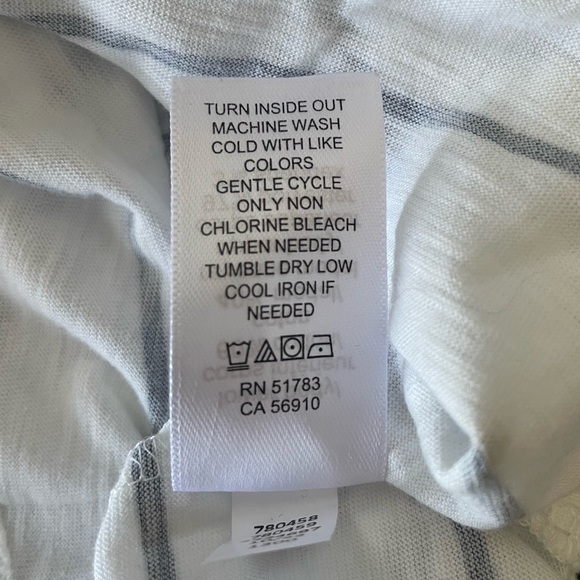 TURN INSIDE OUT
MACHINE WASH
COLD WITH LIKE
COLORS
GENTLE CYCLE
ONLY NON
CHLORINE BLEACH
WHEN NEEDED
TUMBLE DRY LOW
COOL IRON IF
NEEDED
RN 51783
CA 56910
780458
780459